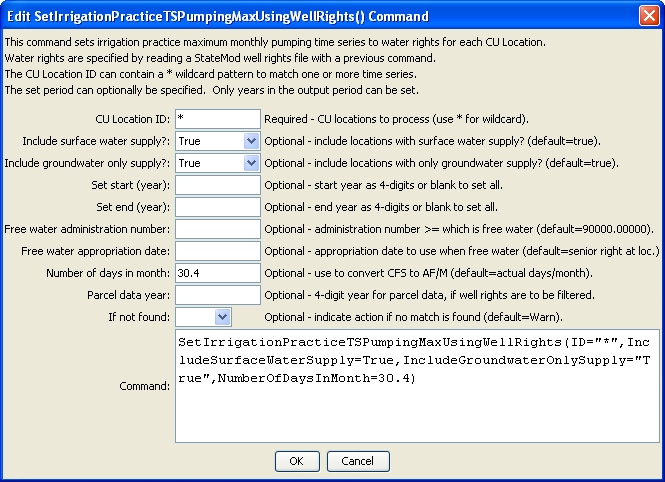 Edit SetIrrigationPracticeTSPumpingMaxUsingWellRights() Command
This command sets irrigation practice maximum monthly pumping time series to water rights for each CU Location.
Water rights are specified by reading a StateMod well rights file with a previous command.
The CU Location ID can contain a * wildcard pattern to match one or more time series.
The set period can optionally be specified. Only years in the output period can be set.
CU Location ID: * Required - CU locations to process (use * for wildcard).
Include surface water supply?: True Optional - include locations with surface water supply? (default=true).
Include groundwater only supply?: True Optional - include locations with only groundwater supply? (default=true).
Set start (year): Optional - start year as 4-digits or blank to set all.
Set end (year): Optional - end year as 4-digits or blank to set all.
Free water administration number: Optional - administration number >= which is free water (default=90000.00000).
Free water appropriation date: Optional - appropriation date to use when free water (default=senior right at loc.)
Number of days in month: 30.4 Optional - use to convert CFS to AF/M (default=actual days/month).
Parcel data year: Optional - 4-digit year for parcel data, if well rights are to be filtered.
If not found: Optional - indicate action if no match is found (default=Warn).
Command: SetIrrigationPracticeTSPumpingMaxUsingWellRights(ID="*",Inc
ludeSurfaceWaterSupply=True,IncludeGroundwaterOnlySupply="T
rue",NumberOfDaysInMonth=30.4)
OK Cancel